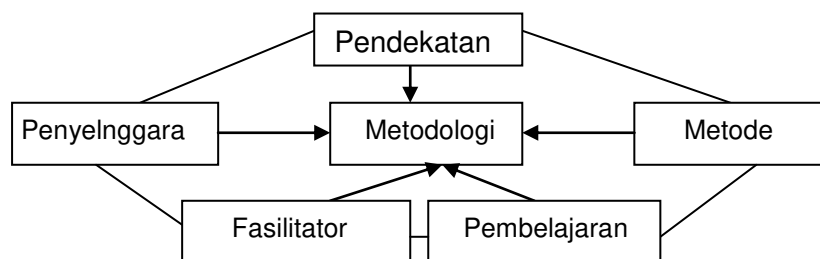 Pendekatan
Penyelnggara
Metodologi
Metode
Fasilitator
Pembelajaran